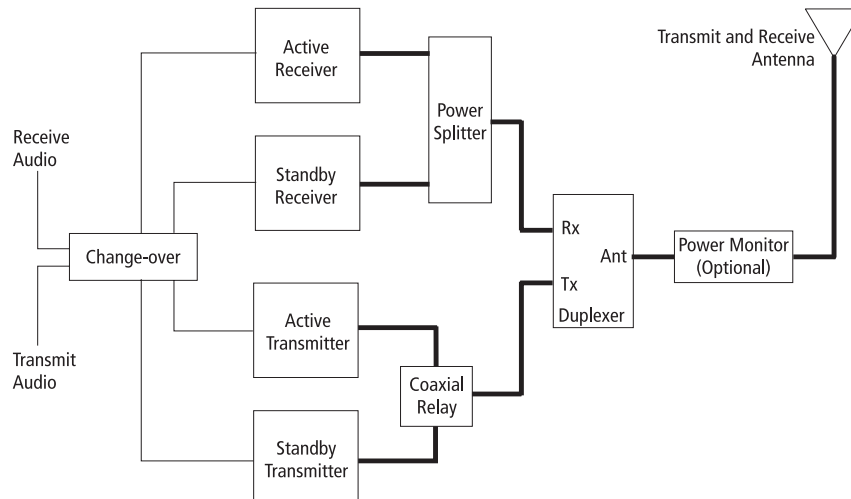 Active
Receiver
Transmit and Receive
Antenna
Power
Splitter
Receive
Audio
Standby
Receiver
Change-over
Rx
Ant
Tx
Duplexer
Power Monitor
(Optional)
Active
Transmitter
Transmit
Audio
Coaxial
Relay
Standby
Transmitter